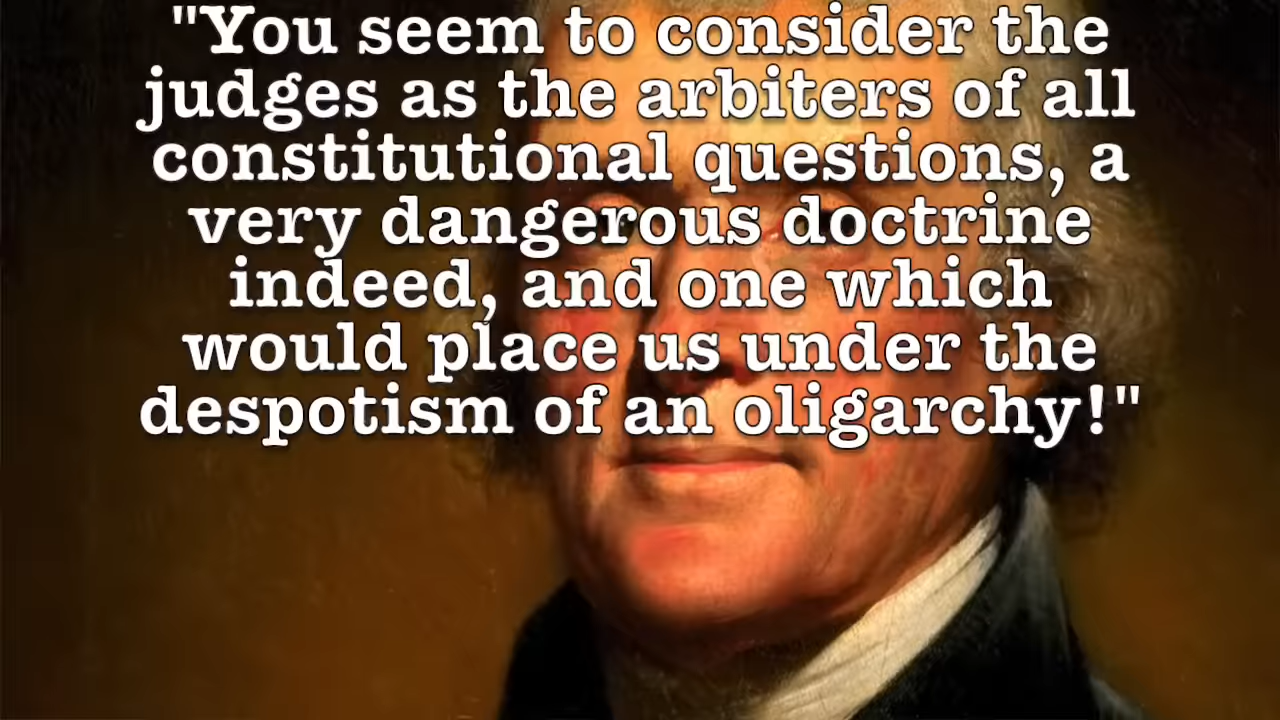 "You seem to consider the
judges as the arbiters of all
constitutional questions, a
very dangerous doctrine
indeed, and one which
would place us under the
despotism of an oligarchy!"